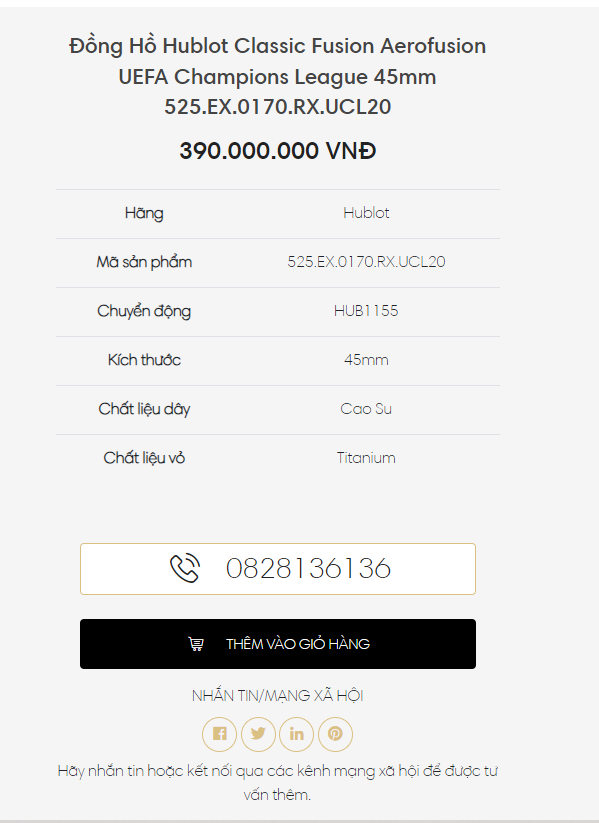 Đồng Hồ Hublot Classic Fusion Aerofusion
UEFA Champions League 45mm
525.EX.0170.RX.UCL20
390.000.000 VNĐ
Hãng Hublot
Mã sản phẩm 525.EX.0170.RX.UCL20
Chuyển động HUB1155
Kích thước 45mm
Chất liệu dây Cao Su
Chất liệu vỏ Titanium
0828136136
THÊM VÀO GIỎ HÀNG
NHẮN TIN/MẠNG XÃ HỘI
Hãy nhắn tin hoặc kết nối qua các kênh mạng xã hội để được tư
vấn thêm.